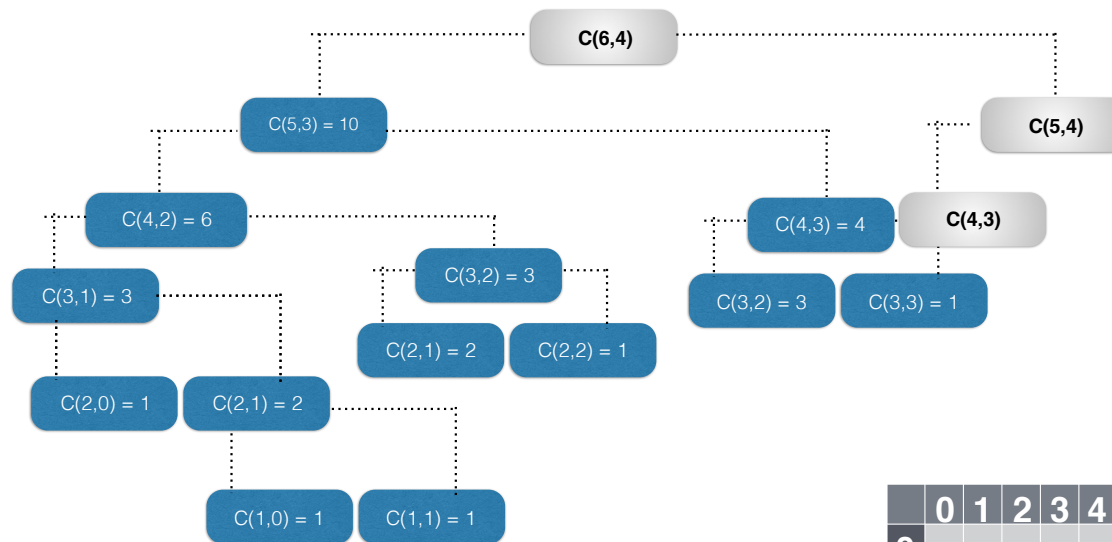 C(6,4)
C(5,3) = 10
C(5,4)
C(4,2) = 6
C(4,3) = 4
C(4,3)
C(3,1) = 3
C(3,2) = 3
C(3,2) = 3
C(3,3) = 1
C(2,1) = 2
C(2,2) = 1
C(2,0) = 1
C(2,1) = 2
C(1,0) = 1
C(1,1) = 1
0 1 2 3 4